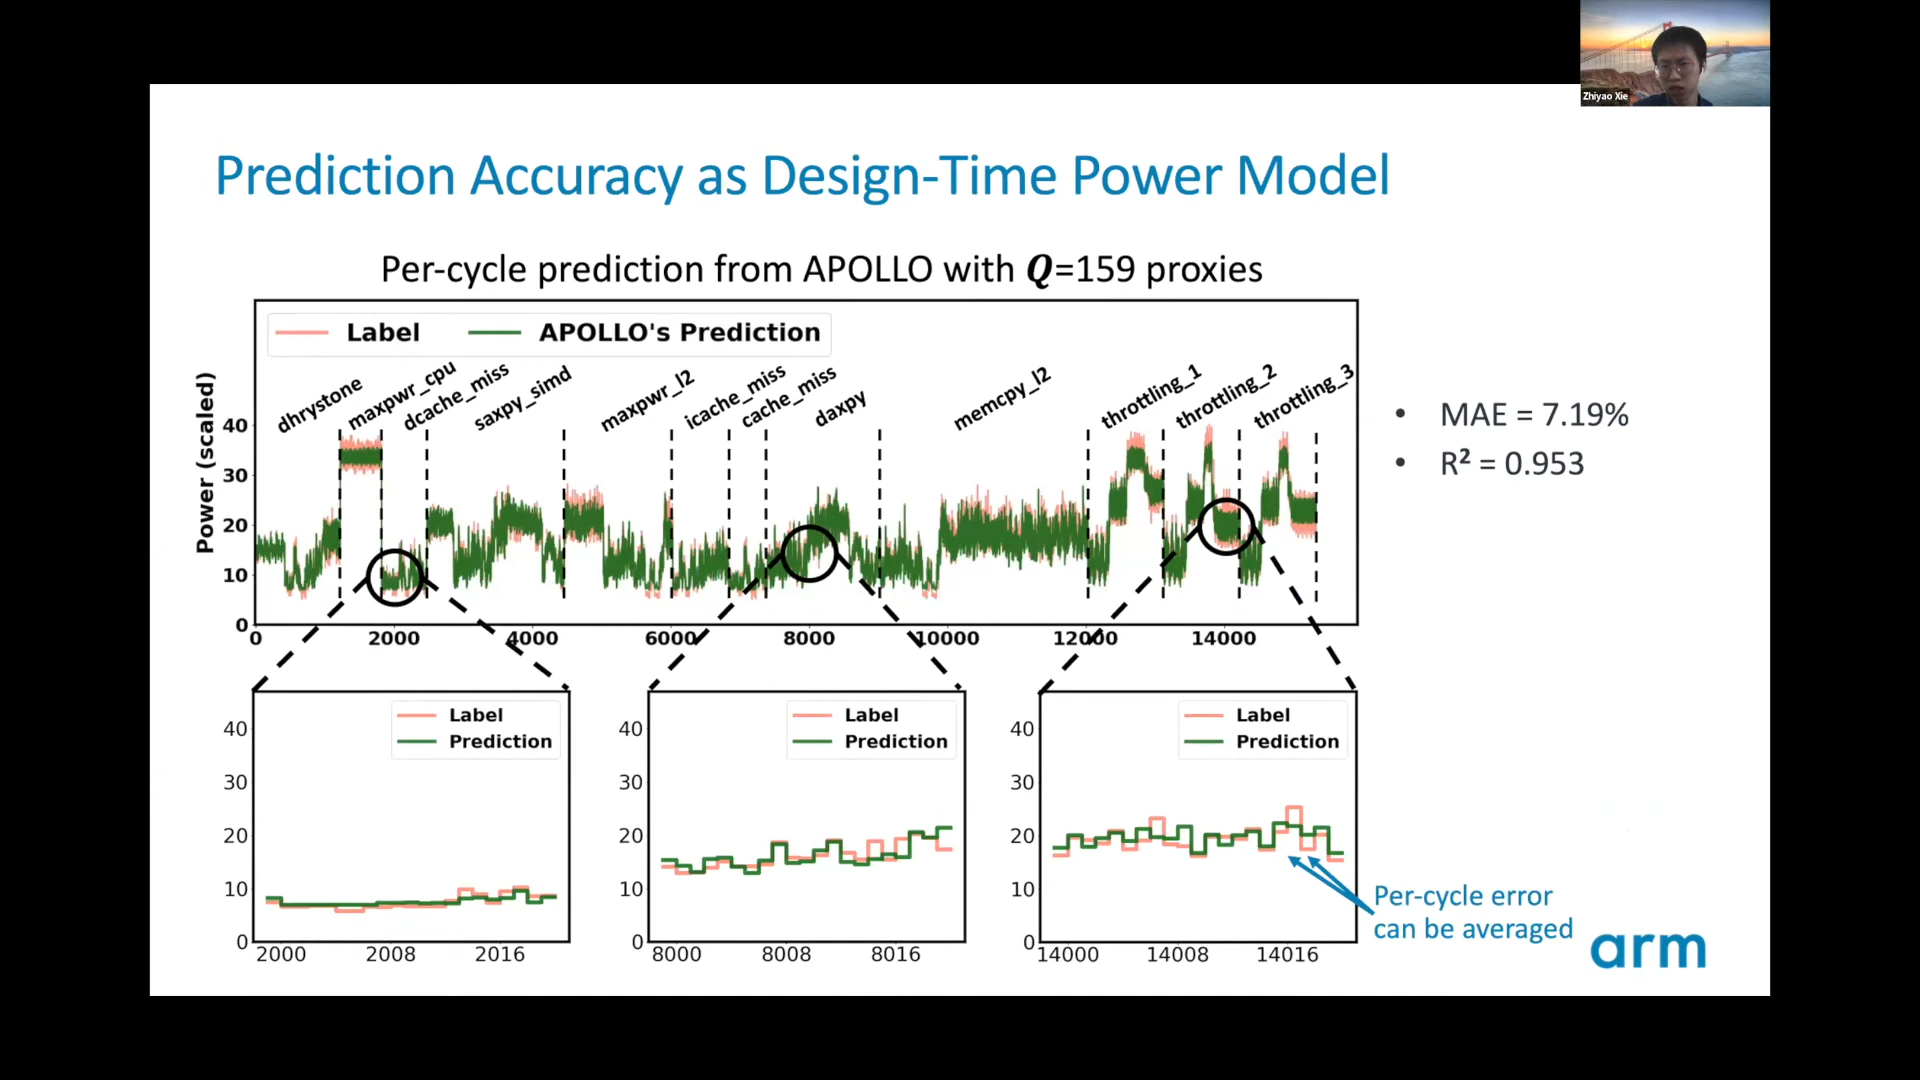 Zhiyao Xie
Prediction Accuracy as Design-Time Power Model
Per-cycle prediction from APOLLO with Q=159 proxies
Label APOLLO's Prediction
dhrystone maxpwr_cpu dcache_miss saxpy_simd maxpwr_l2 icache_miss cache_miss daxpy memcpy_l2 throttling_1 throttling_2 throttling_3
Power (scaled)
40
30
20
10
0
0 2000 4000 6000 8000 10000 12000 14000
• MAE = 7.19%
• R² = 0.953
Label
Prediction
40
30
20
10
0
2000 2008 2016
Label
Prediction
40
30
20
10
0
8000 8008 8016
Label
Prediction
40
30
20
10
0
14000 14008 14016
Per-cycle error
can be averaged
arm